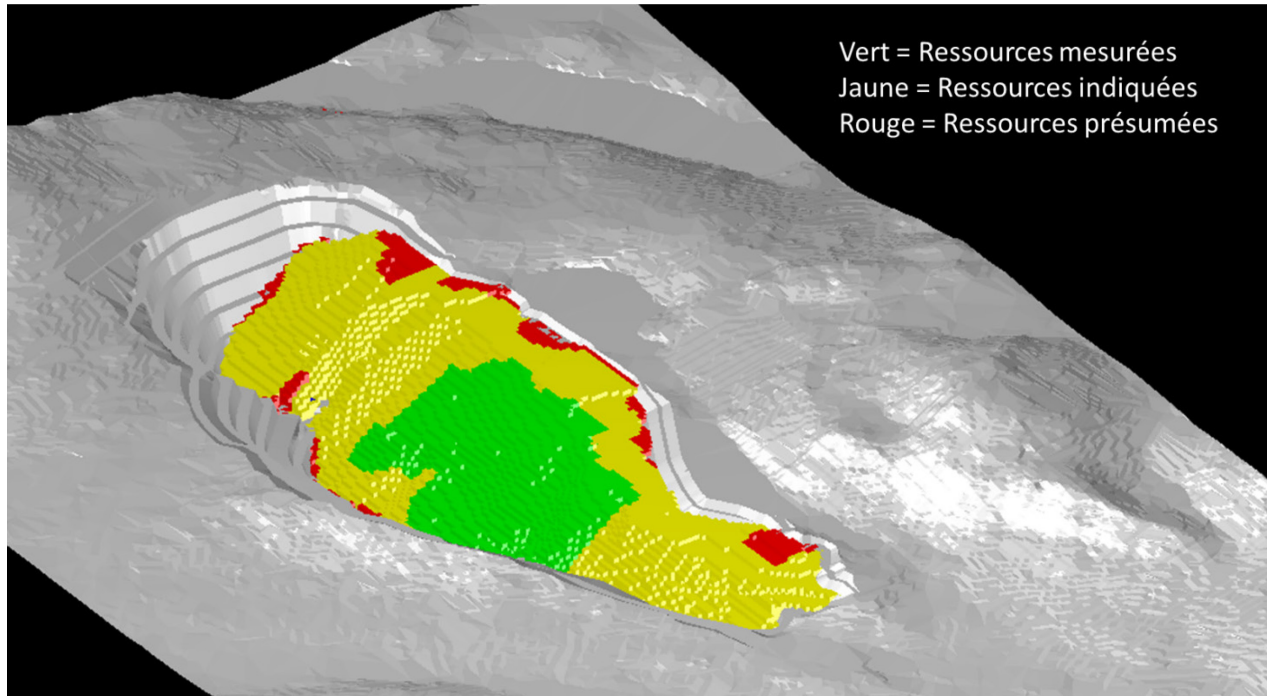 Vert = Ressources mesurées
Jaune = Ressources indiquées
Rouge = Ressources présumées